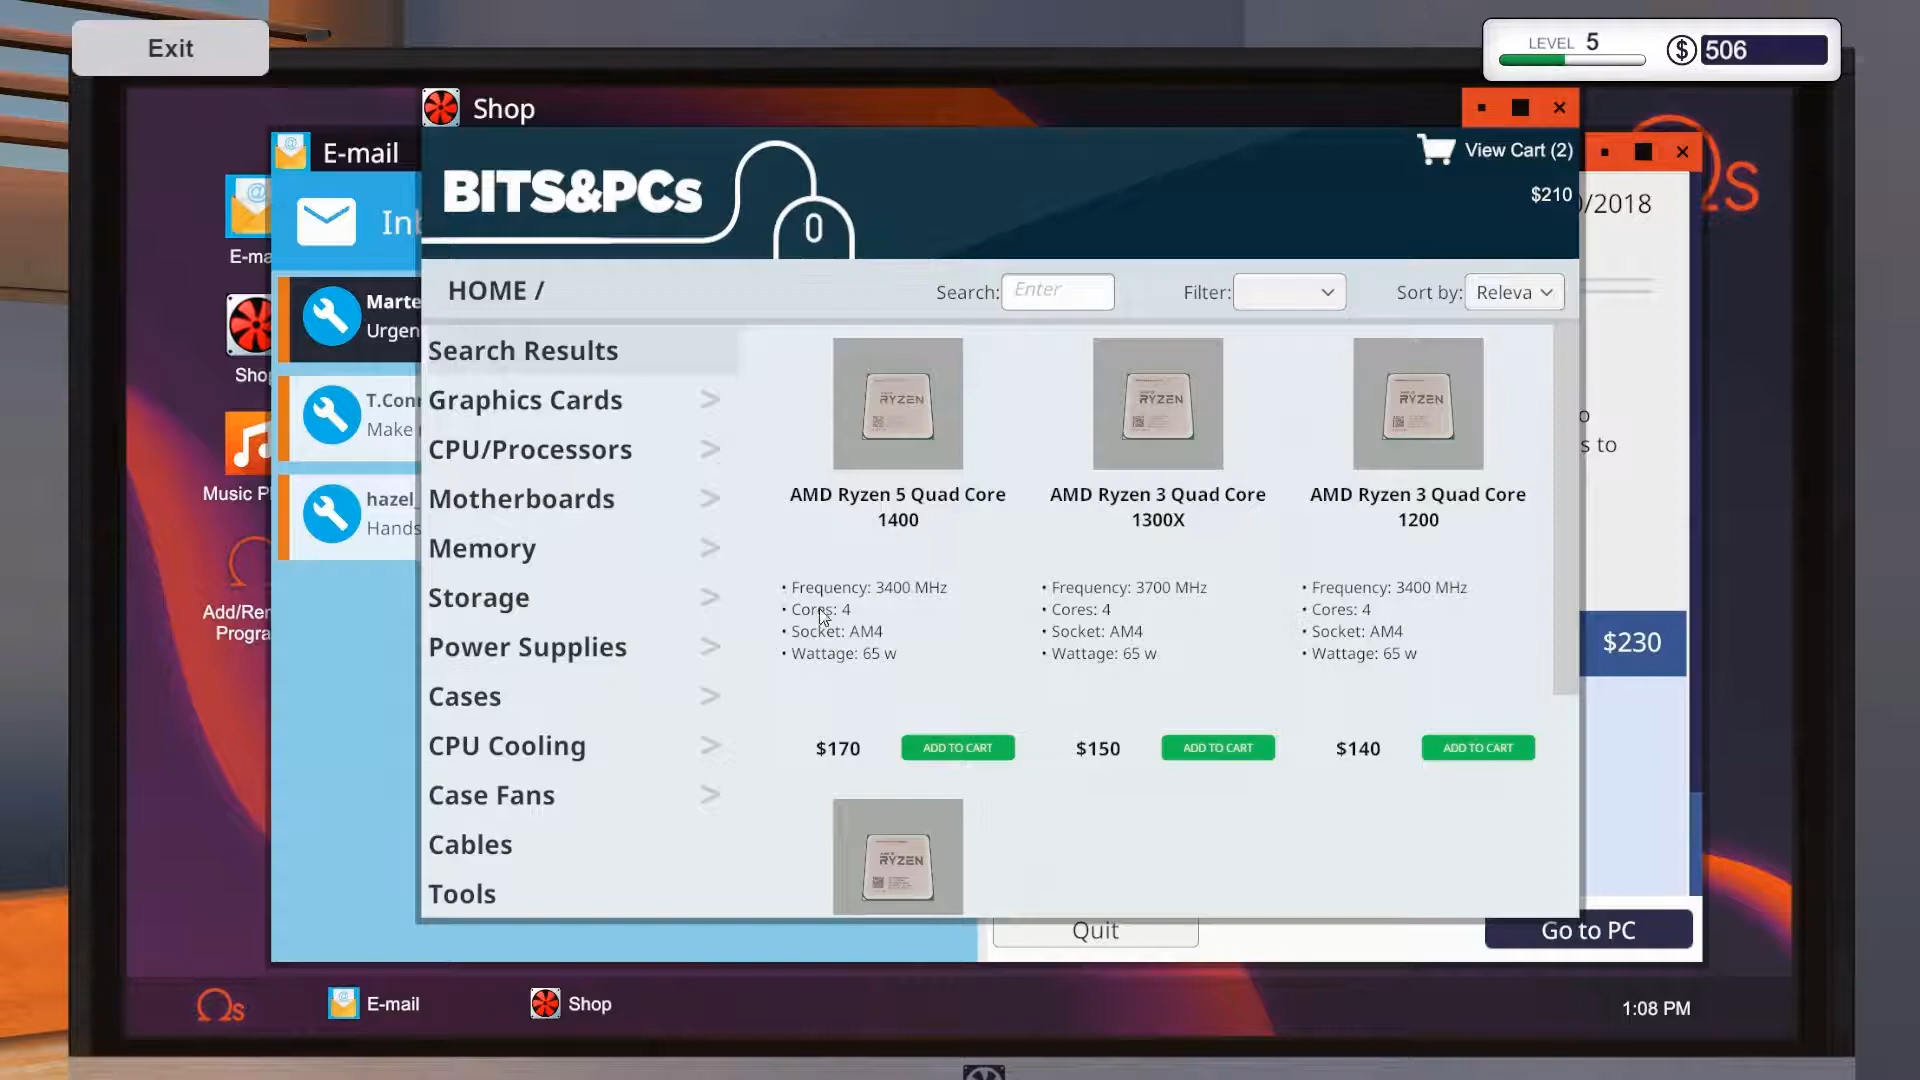 Exit
LEVEL 5
$ 506
Shop
E-mail
View Cart (2)
BITS&PCs
$210
/2018
HOME /
Search: Enter
Filter:
Sort by: Releva
Search Results
Graphics Cards >
CPU/Processors >
Motherboards >
Memory >
Storage >
Power Supplies >
Cases >
CPU Cooling >
Case Fans >
Cables
Tools
RYZEN
RYZEN
RYZEN
AMD Ryzen 5 Quad Core
1400
AMD Ryzen 3 Quad Core
1300X
AMD Ryzen 3 Quad Core
1200
• Frequency: 3400 MHz
• Cores: 4
• Socket: AM4
• Wattage: 65 w
• Frequency: 3700 MHz
• Cores: 4
• Socket: AM4
• Wattage: 65 w
• Frequency: 3400 MHz
• Cores: 4
• Socket: AM4
• Wattage: 65 w
$170 ADD TO CART
$150 ADD TO CART
$140 ADD TO CART
RYZEN
Inb
Marte
Urgen
T.Conn
Make
hazel_
Hands
E-ma
Shop
Music P
Add/Rem
Progra
s to
$230
Quit
Go to PC
Ωs
E-mail
Shop
1:08 PM